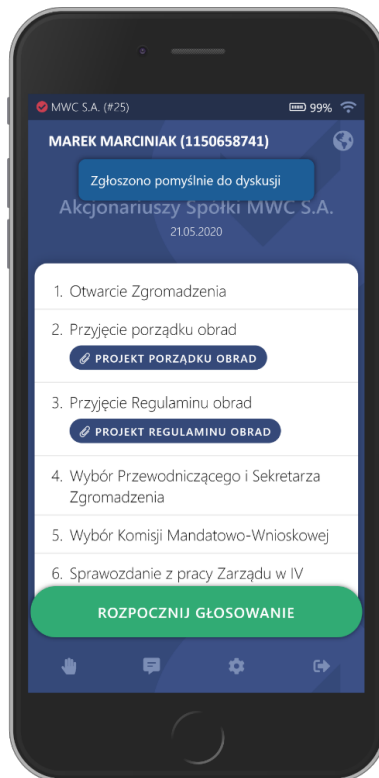 MWC S.A. (#25)
99%
MAREK MARCINIAK (1150658741)
Zgłoszono pomyślnie do dyskusji
Akcjonariuszy Spółki MWC S.A.
21.05.2020
1. Otwarcie Zgromadzenia
2. Przyjęcie porządku obrad
PROJEKT PORZĄDKU OBRAD
3. Przyjęcie Regulaminu obrad
PROJEKT REGULAMINU OBRAD
4. Wybór Przewodniczącego i Sekretarza
Zgromadzenia
5. Wybór Komisji Mandatowo-Wnioskowej
6. Sprawozdanie z pracy Zarządu w IV
ROZPOCZNIJ GŁOSOWANIE